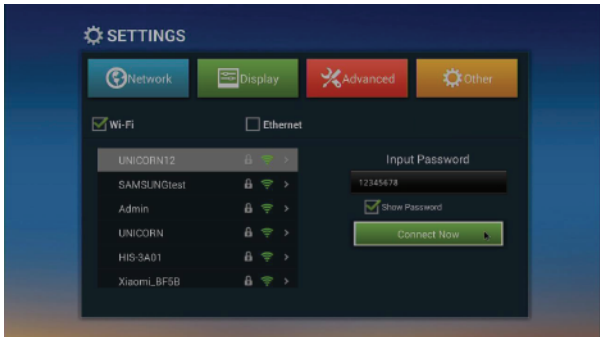 SETTINGS
Network Display Advanced Other
Wi-Fi Ethernet
UNICORN12
SAMSUNGtest
Admin
UNICORN
HIS-3A01
Xiaomi_BF5B
Input Password
12345678
Show Password
Connect Now